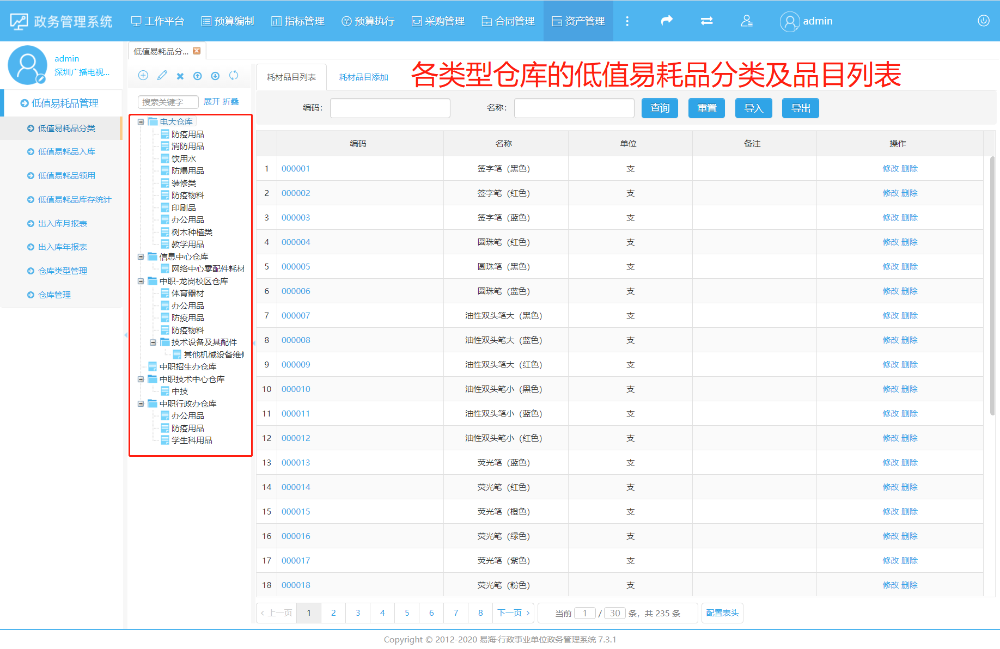 政务管理系统 工作平台 预算编制 指标管理 预算执行 采购管理 合同管理 资产管理 admin
admin
深圳广播电视...
低值易耗品管理
低值易耗品分类
低值易耗品入库
低值易耗品领用
低值易耗品库存统计
出入库月报表
出入库年报表
仓库类型管理
仓库管理
低值易耗品分...
搜索关键字 展开 折叠
电大仓库
防疫用品
消防用品
饮用水
防爆用品
装修类
防疫物料
印刷品
办公用品
树木种植类
教学用品
信息中心仓库
网络中心零配件耗材
中职-龙岗校区仓库
体育器材
办公用品
防疫用品
防疫物料
技术设备及其配件
其他机械设备维
中职招生办仓库
中职技术中心仓库
中技
中职行政办仓库
办公用品
防疫用品
学生科用品
耗材品目列表 耗材品目添加
各类型仓库的低值易耗品分类及品目列表
编码: 名称: 查询 重置 导入 导出
编码 名称 单位 备注 操作
1 000001 签字笔（黑色） 支 修改 删除
2 000002 签字笔（红色） 支 修改 删除
3 000003 签字笔（蓝色） 支 修改 删除
4 000004 圆珠笔（红色） 支 修改 删除
5 000005 圆珠笔（黑色） 支 修改 删除
6 000006 圆珠笔（蓝色） 支 修改 删除
7 000007 油性双头笔大（黑色） 支 修改 删除
8 000008 油性双头笔大（蓝色） 支 修改 删除
9 000009 油性双头笔大（红色） 支 修改 删除
10 000010 油性双头笔小（黑色） 支 修改 删除
11 000011 油性双头笔小（蓝色） 支 修改 删除
12 000012 油性双头笔小（红色） 支 修改 删除
13 000013 荧光笔（蓝色） 支 修改 删除
14 000014 荧光笔（红色） 支 修改 删除
15 000015 荧光笔（橙色） 支 修改 删除
16 000016 荧光笔（绿色） 支 修改 删除
17 000017 荧光笔（紫色） 支 修改 删除
18 000018 荧光笔（粉色） 支 修改 删除
‹ 上一页 1 2 3 4 5 6 7 8 下一页 › 当前 1 / 30 条，共 235 条 配置表头
Copyright © 2012-2020 易海·行政事业单位政务管理系统 7.3.1